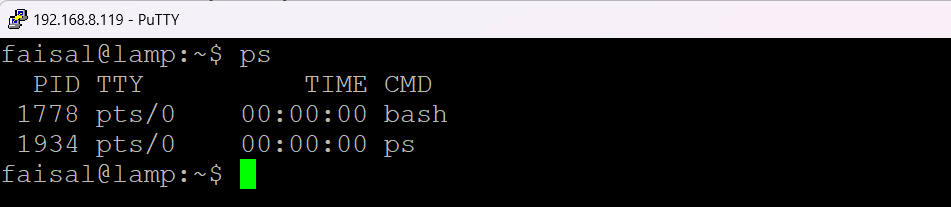 192.168.8.119 - PuTTY
faisal@lamp:~$ ps
  PID TTY          TIME CMD
 1778 pts/0    00:00:00 bash
 1934 pts/0    00:00:00 ps
faisal@lamp:~$